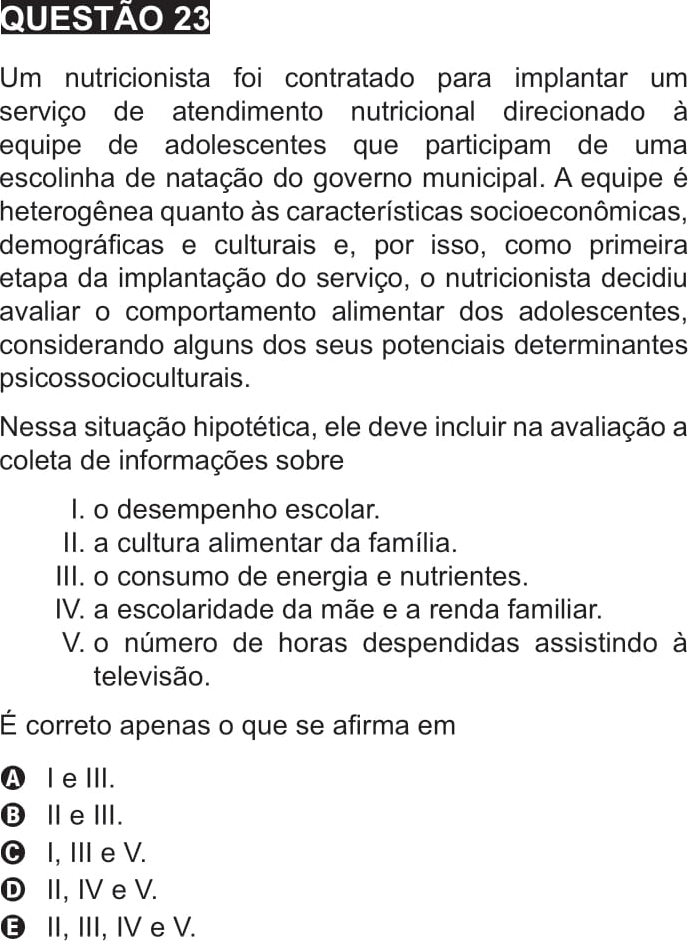 QUESTÃO 23
Um nutricionista foi contratado para implantar um
serviço de atendimento nutricional direcionado à
equipe de adolescentes que participam de uma
escolinha de natação do governo municipal. A equipe é
heterogênea quanto às características socioeconômicas,
demográficas e culturais e, por isso, como primeira
etapa da implantação do serviço, o nutricionista decidiu
avaliar o comportamento alimentar dos adolescentes,
considerando alguns dos seus potenciais determinantes
psicossocioculturais.
Nessa situação hipotética, ele deve incluir na avaliação a
coleta de informações sobre
I. o desempenho escolar.
II. a cultura alimentar da família.
III. o consumo de energia e nutrientes.
IV. a escolaridade da mãe e a renda familiar.
V. o número de horas despendidas assistindo à
televisão.
É correto apenas o que se afirma em
A I e III.
B II e III.
C I, III e V.
D II, IV e V.
E II, III, IV e V.